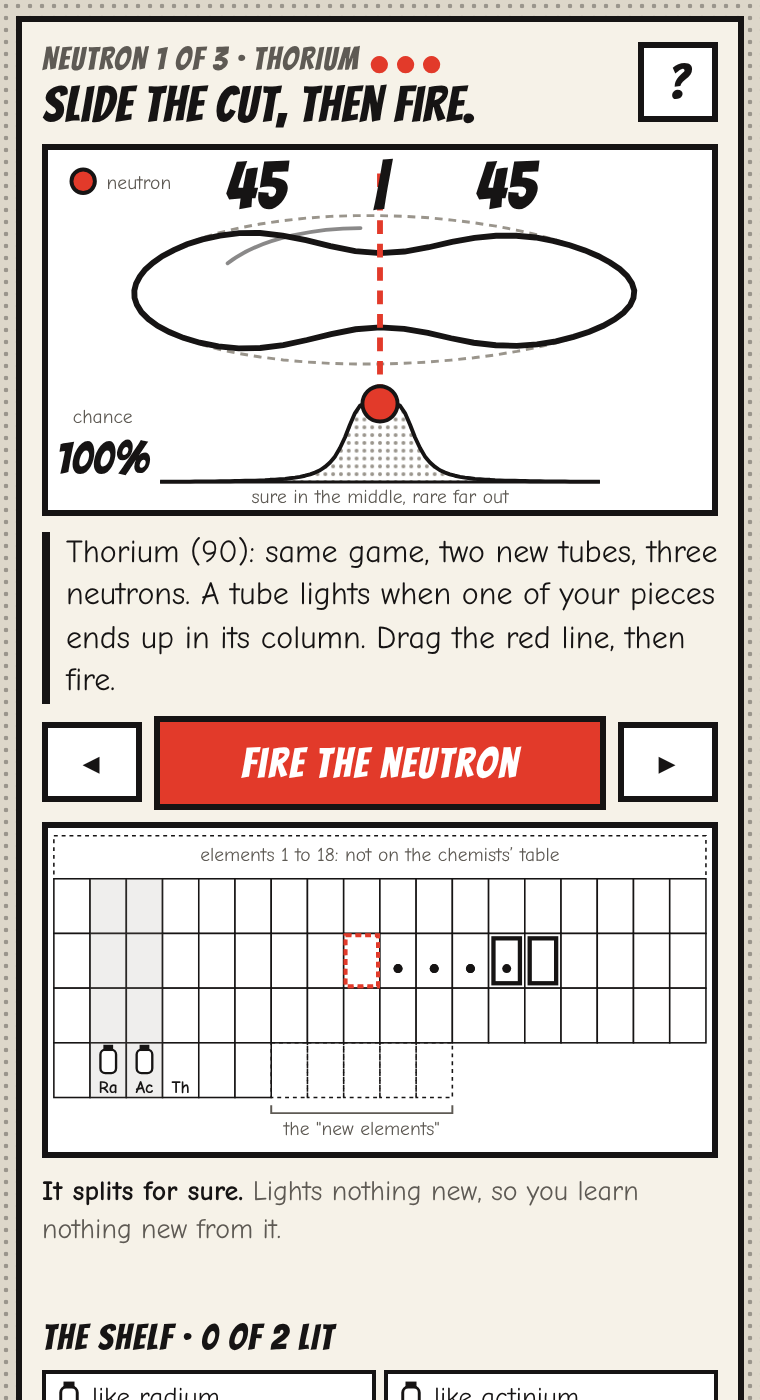 NEUTRON 1 OF 3 · THORIUM
SLIDE THE CUT, THEN FIRE.
?
neutron
45 / 45
chance
100%
sure in the middle, rare far out
Thorium (90): same game, two new tubes, three
neutrons. A tube lights when one of your pieces
ends up in its column. Drag the red line, then
fire.
◄ FIRE THE NEUTRON ►
elements 1 to 18: not on the chemists' table
Ra Ac Th
the "new elements"
It splits for sure. Lights nothing new, so you learn
nothing new from it.
THE SHELF · 0 OF 2 LIT
like radium like actinium